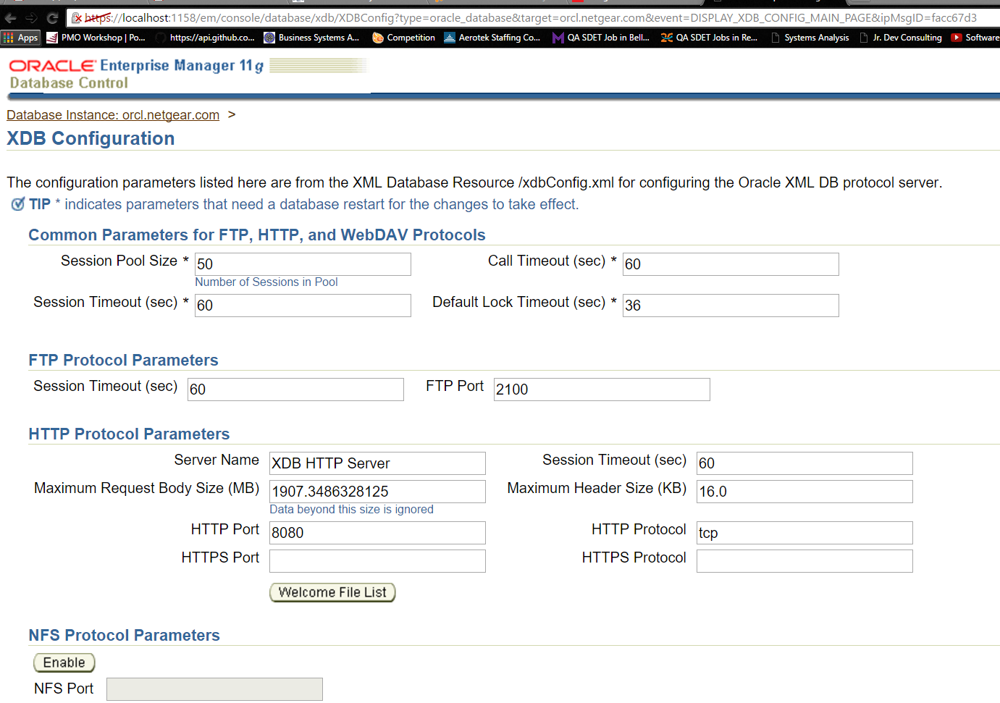 https://localhost:1158/em/console/database/xdb/XDBConfig?type=oracle_database&target=orcl.netgear.com&event=DISPLAY_XDB_CONFIG_MAIN_PAGE&ipMsgID=facc67d3
Apps PMO Workshop | Po... https://api.github.co... Business Systems A... Competition Aerotek Staffing Co... QA SDET Job in Bell... QA SDET Jobs in Re... Systems Analysis Jr. Dev Consulting Software
ORACLE Enterprise Manager 11g
Database Control
Database Instance: orcl.netgear.com >
XDB Configuration
The configuration parameters listed here are from the XML Database Resource /xdbConfig.xml for configuring the Oracle XML DB protocol server.
TIP * indicates parameters that need a database restart for the changes to take effect.
Common Parameters for FTP, HTTP, and WebDAV Protocols
Session Pool Size * 50 Call Timeout (sec) * 60
Number of Sessions in Pool
Session Timeout (sec) * 60 Default Lock Timeout (sec) * 36
FTP Protocol Parameters
Session Timeout (sec) 60 FTP Port 2100
HTTP Protocol Parameters
Server Name XDB HTTP Server Session Timeout (sec) 60
Maximum Request Body Size (MB) 1907.3486328125 Maximum Header Size (KB) 16.0
Data beyond this size is ignored
HTTP Port 8080 HTTP Protocol tcp
HTTPS Port HTTPS Protocol
Welcome File List
NFS Protocol Parameters
Enable
NFS Port